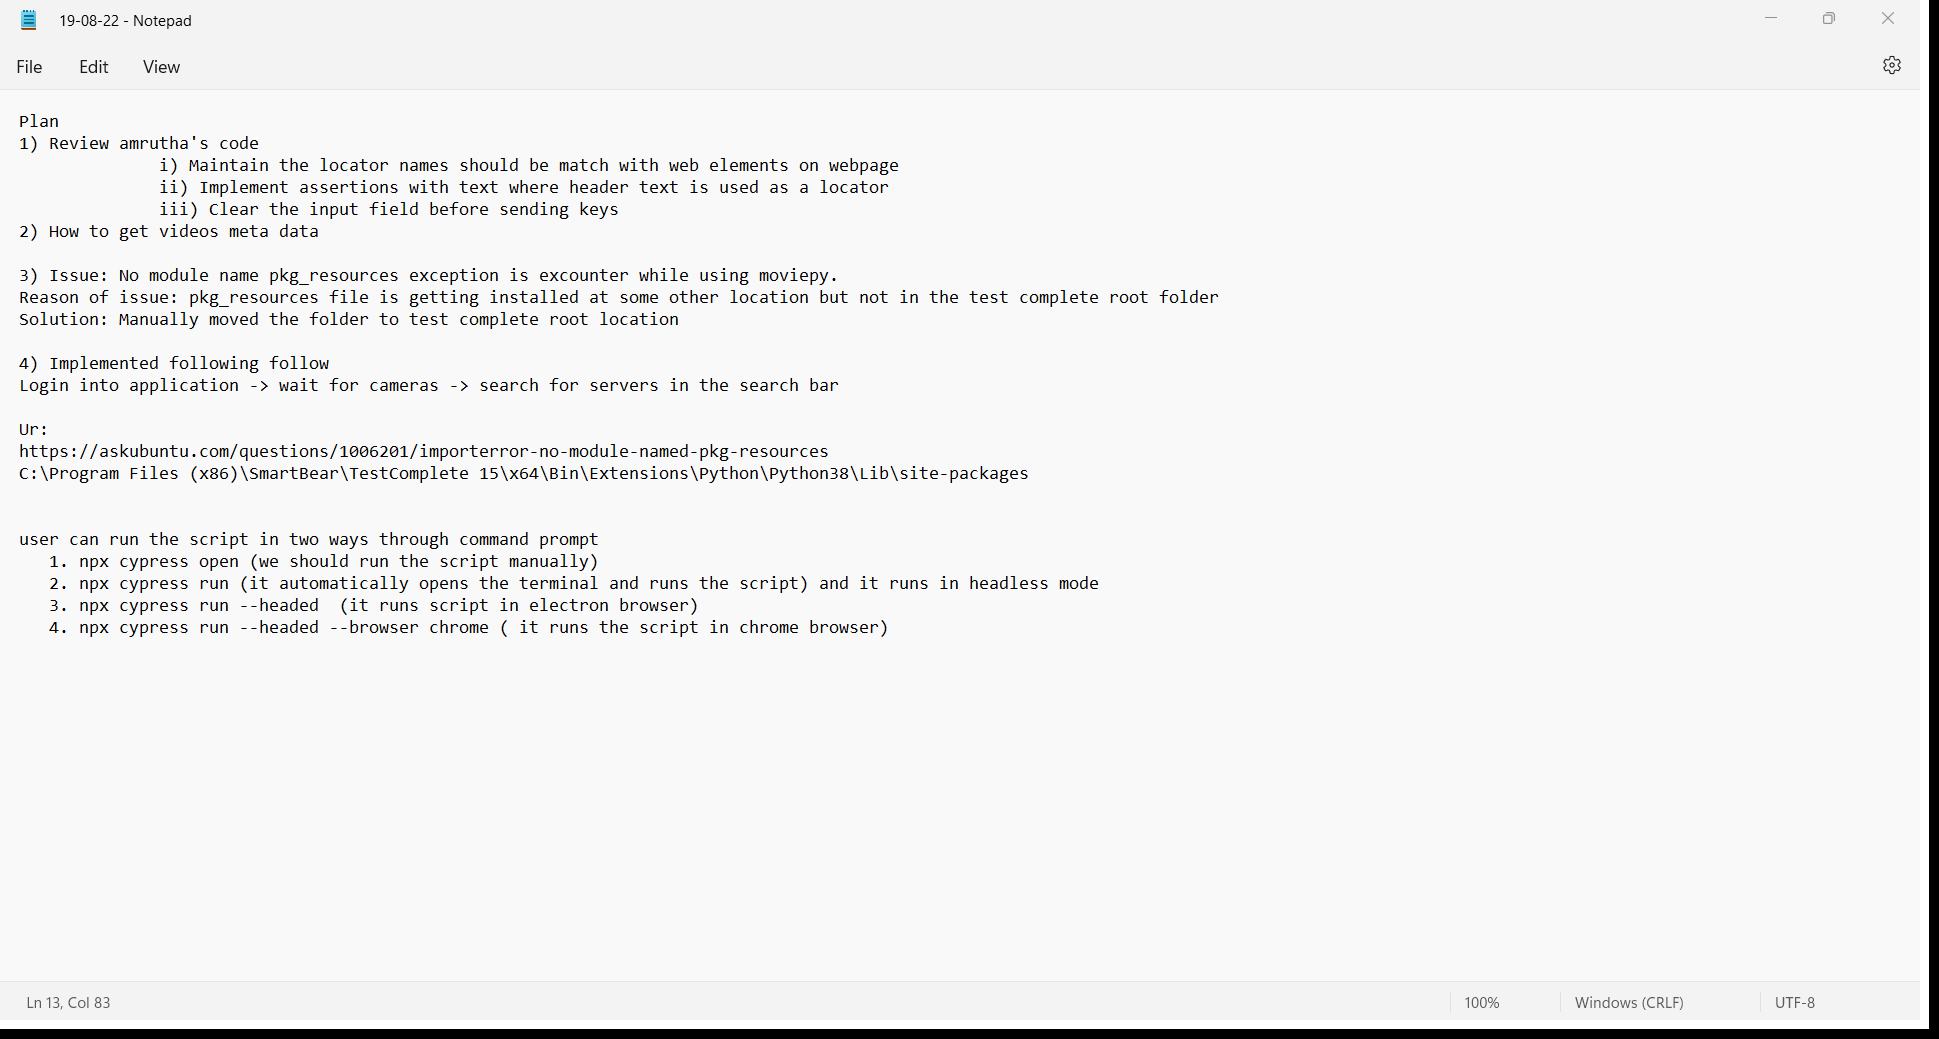 19-08-22 - Notepad
File Edit View
Plan
1) Review amrutha's code
i) Maintain the locator names should be match with web elements on webpage
ii) Implement assertions with text where header text is used as a locator
iii) Clear the input field before sending keys
2) How to get videos meta data
3) Issue: No module name pkg_resources exception is excounter while using moviepy.
Reason of issue: pkg_resources file is getting installed at some other location but not in the test complete root folder
Solution: Manually moved the folder to test complete root location
4) Implemented following follow
Login into application -> wait for cameras -> search for servers in the search bar
Ur:
https://askubuntu.com/questions/1006201/importerror-no-module-named-pkg-resources
C:\Program Files (x86)\SmartBear\TestComplete 15\x64\Bin\Extensions\Python\Python38\Lib\site-packages
user can run the script in two ways through command prompt
1. npx cypress open (we should run the script manually)
2. npx cypress run (it automatically opens the terminal and runs the script) and it runs in headless mode
3. npx cypress run --headed  (it runs script in electron browser)
4. npx cypress run --headed --browser chrome ( it runs the script in chrome browser)
Ln 13, Col 83 100% Windows (CRLF) UTF-8